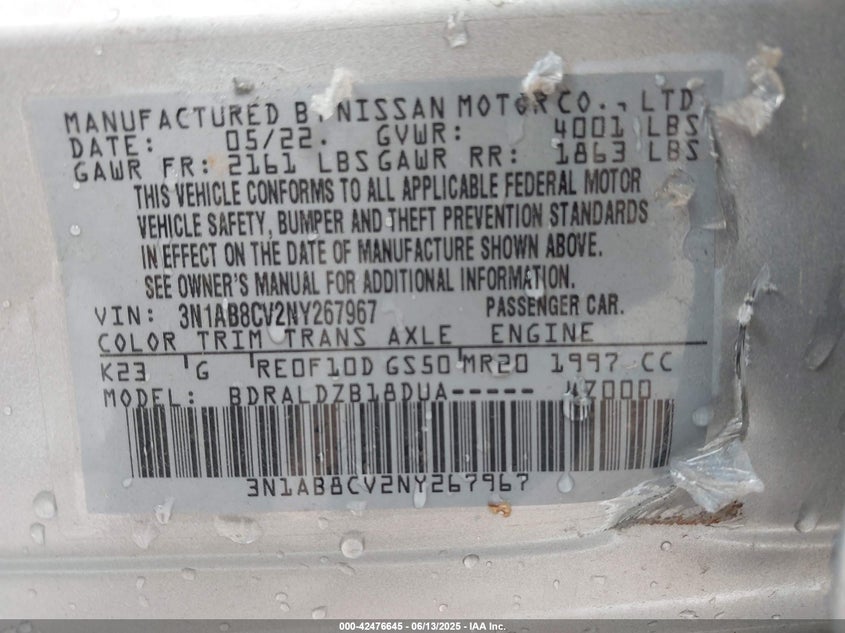 MANUFACTURED BY NISSAN MOTOR CO., LTD
DATE: 05/22. GVWR: 4001 LBS
GAWR FR: 2161 LBS GAWR RR: 1863 LBS
THIS VEHICLE CONFORMS TO ALL APPLICABLE FEDERAL MOTOR
VEHICLE SAFETY, BUMPER AND THEFT PREVENTION STANDARDS
IN EFFECT ON THE DATE OF MANUFACTURE SHOWN ABOVE.
SEE OWNER'S MANUAL FOR ADDITIONAL INFORMATION.
VIN: 3N1AB8CV2NY267967 PASSENGER CAR.
COLOR TRIM TRANS AXLE ENGINE
K23 G RE0F10D GS50 MR20 1997 CC
MODEL: BDRALDZB18DUA-----
3N1AB8CV2NY267967
000-42476645 | 06/13/2025 - IAA Inc.